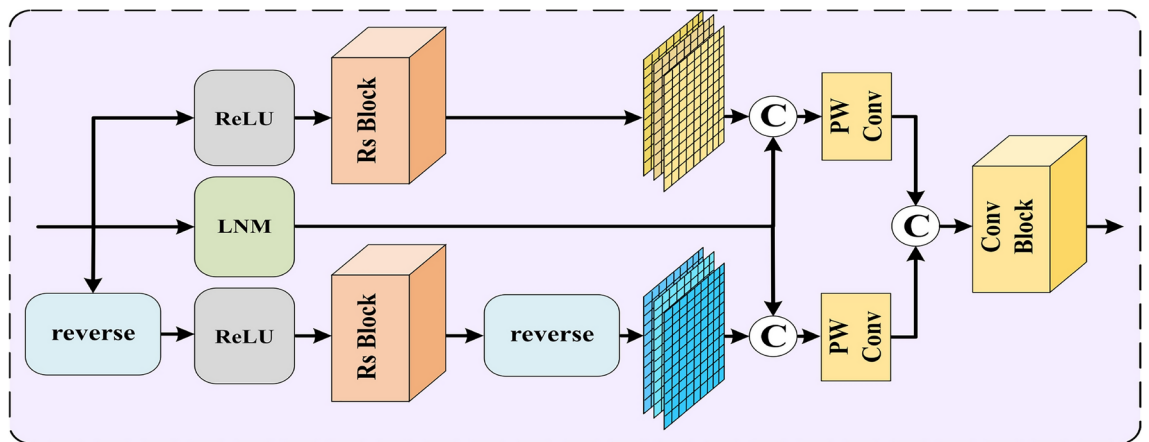 ReLU
Rs Block
C
PW
Conv
LNM
C
Conv
Block
reverse
ReLU
Rs Block
reverse
C
PW
Conv